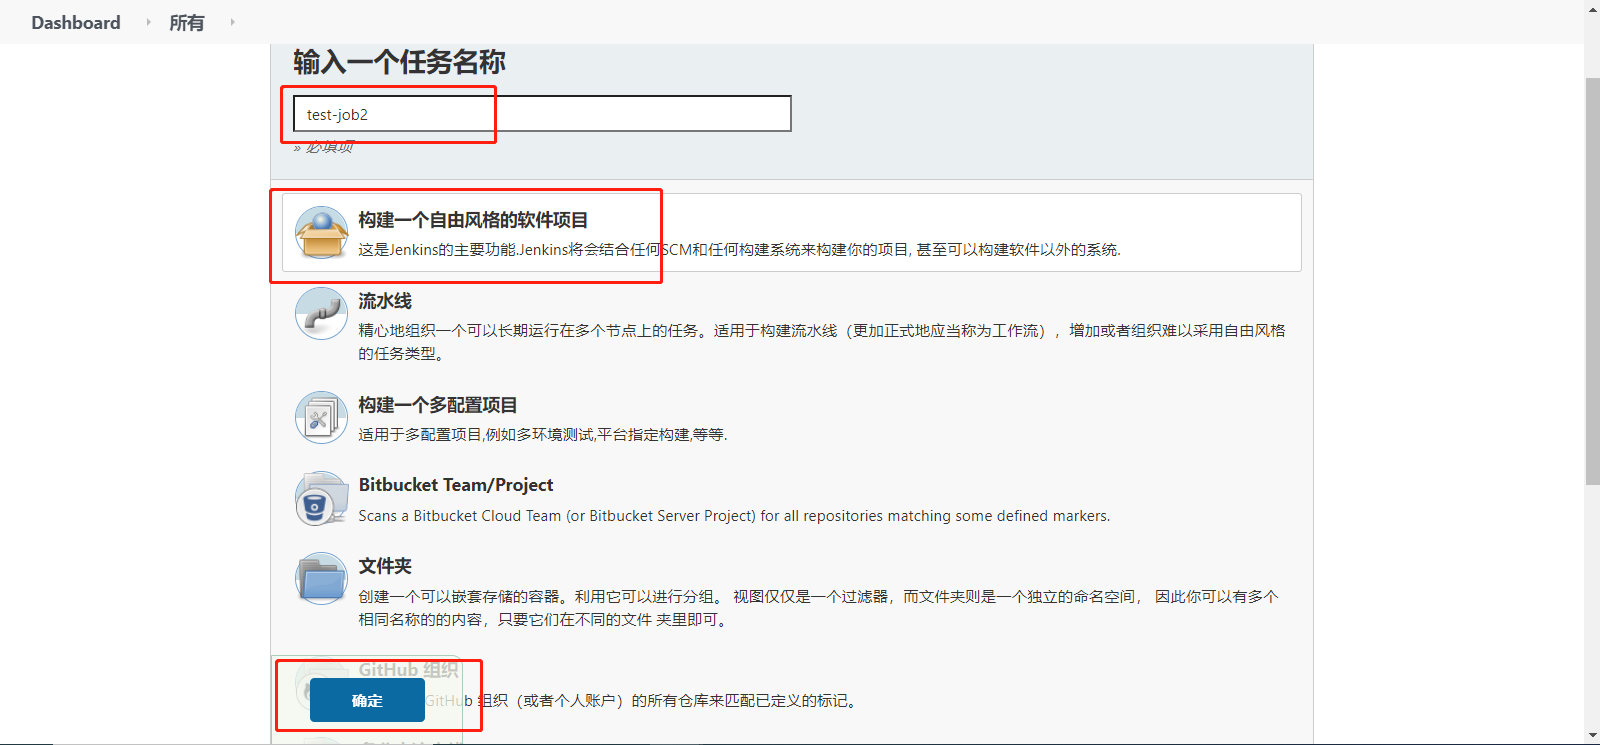 Dashboard
所有
输入一个任务名称
test-job2
» 必填项
构建一个自由风格的软件项目
这是Jenkins的主要功能.Jenkins将会结合任何SCM和任何构建系统来构建你的项目, 甚至可以构建软件以外的系统.
流水线
精心地组织一个可以长期运行在多个节点上的任务。适用于构建流水线（更加正式地应当称为工作流），增加或者组织难以采用自由风格
的任务类型。
构建一个多配置项目
适用于多配置项目,例如多环境测试,平台指定构建,等等.
Bitbucket Team/Project
Scans a Bitbucket Cloud Team (or Bitbucket Server Project) for all repositories matching some defined markers.
文件夹
创建一个可以嵌套存储的容器。利用它可以进行分组。 视图仅仅是一个过滤器，而文件夹则是一个独立的命名空间， 因此你可以有多个
相同名称的的内容，只要它们在不同的文件 夹里即可。
GitHub 组织
确定
GitHub 组织（或者个人账户）的所有仓库来匹配已定义的标记。